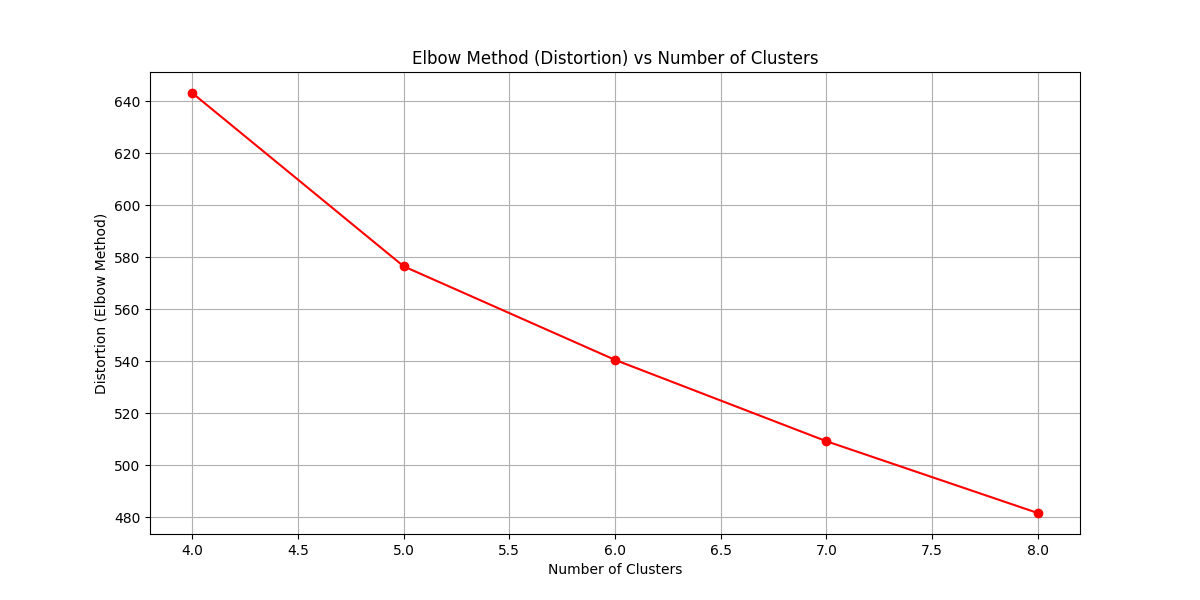 Elbow Method (Distortion) vs Number of Clusters
640
620
600
580
560
540
520
500
480
Distortion (Elbow Method)
4.0 4.5 5.0 5.5 6.0 6.5 7.0 7.5 8.0
Number of Clusters